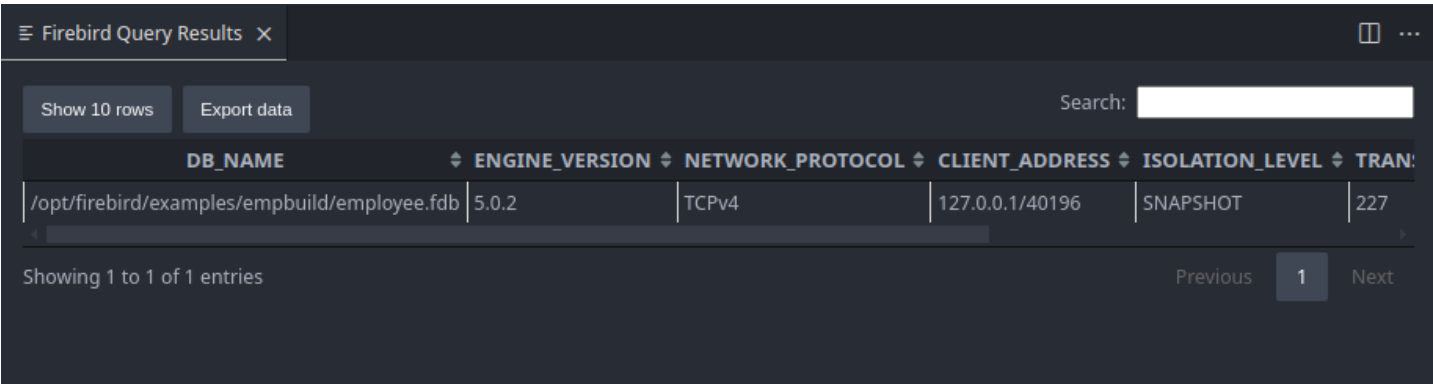 Firebird Query Results
Show 10 rows Export data Search:
DB_NAME ENGINE_VERSION NETWORK_PROTOCOL CLIENT_ADDRESS ISOLATION_LEVEL TRANS
/opt/firebird/examples/empbuild/employee.fdb 5.0.2 TCPv4 127.0.0.1/40196 SNAPSHOT 227
Showing 1 to 1 of 1 entries Previous 1 Next